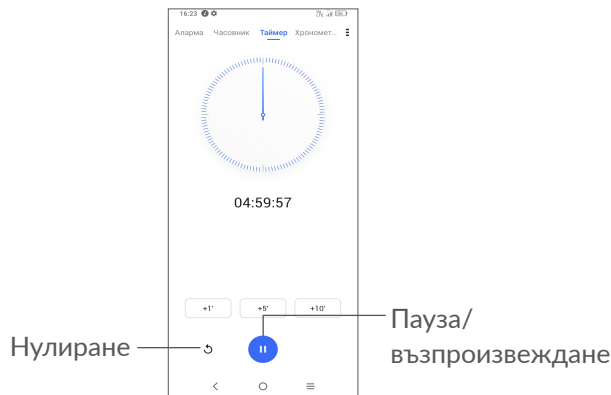 16:23
Аларма Часовник Таймер Хрономет...
04:59:57
+1' +5' +10'
Нулиране
Пауза/
възпроизвеждане